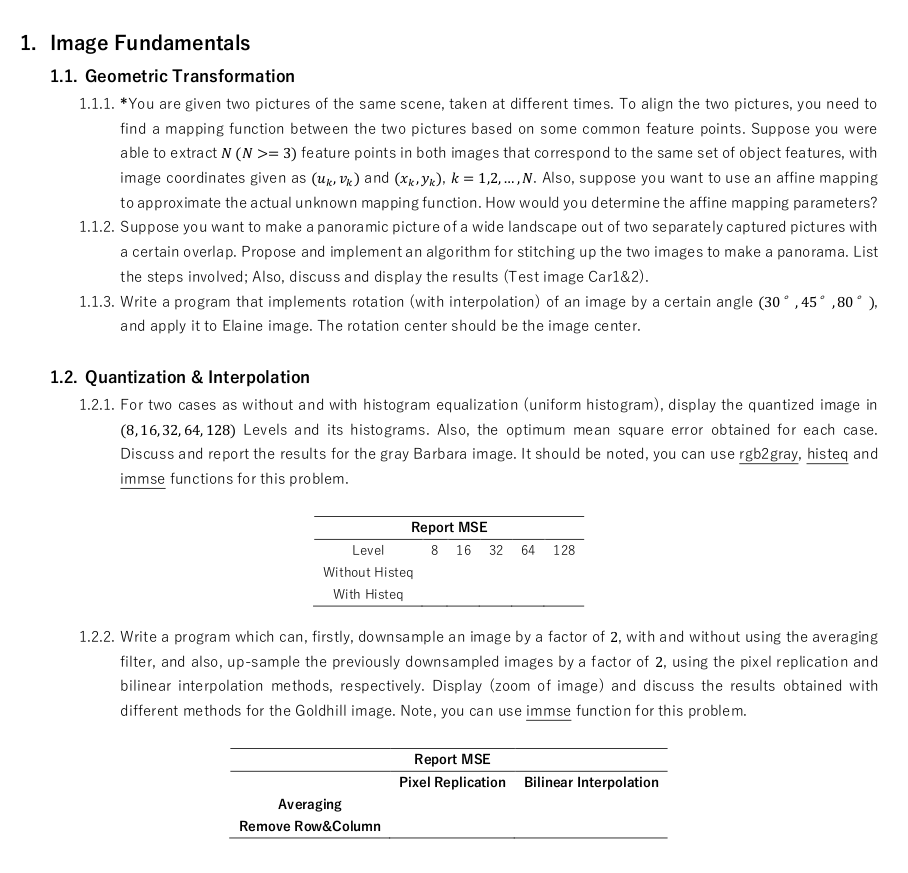 1. Image Fundamentals
1.1. Geometric Transformation
1.1.1. *You are given two pictures of the same scene, taken at different times. To align the two pictures, you need to
find a mapping function between the two pictures based on some common feature points. Suppose you were
able to extract N (N >= 3) feature points in both images that correspond to the same set of object features, with
image coordinates given as (uₖ, vₖ) and (xₖ, yₖ), k = 1,2, ..., N. Also, suppose you want to use an affine mapping
to approximate the actual unknown mapping function. How would you determine the affine mapping parameters?
1.1.2. Suppose you want to make a panoramic picture of a wide landscape out of two separately captured pictures with
a certain overlap. Propose and implement an algorithm for stitching up the two images to make a panorama. List
the steps involved; Also, discuss and display the results (Test image Car1&2).
1.1.3. Write a program that implements rotation (with interpolation) of an image by a certain angle (30°, 45°, 80°),
and apply it to Elaine image. The rotation center should be the image center.
1.2. Quantization & Interpolation
1.2.1. For two cases as without and with histogram equalization (uniform histogram), display the quantized image in
(8, 16, 32, 64, 128) Levels and its histograms. Also, the optimum mean square error obtained for each case.
Discuss and report the results for the gray Barbara image. It should be noted, you can use rgb2gray, histeq and
immse functions for this problem.
Report MSE
Level 8 16 32 64 128
Without Histeq
With Histeq
1.2.2. Write a program which can, firstly, downsample an image by a factor of 2, with and without using the averaging
filter, and also, up-sample the previously downsampled images by a factor of 2, using the pixel replication and
bilinear interpolation methods, respectively. Display (zoom of image) and discuss the results obtained with
different methods for the Goldhill image. Note, you can use immse function for this problem.
Report MSE
Pixel Replication Bilinear Interpolation
Averaging
Remove Row&Column